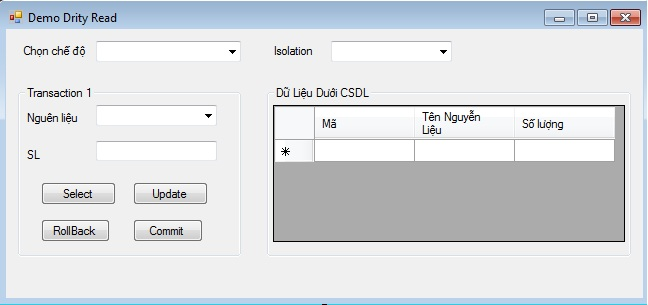 Demo Drity Read
Chọn chế độ
Isolation
Transaction 1
Nguên liệu
SL
Select
Update
RollBack
Commit
Dữ Liệu Dưới CSDL
Mã
Tên Nguyễn
Liệu
Số lượng